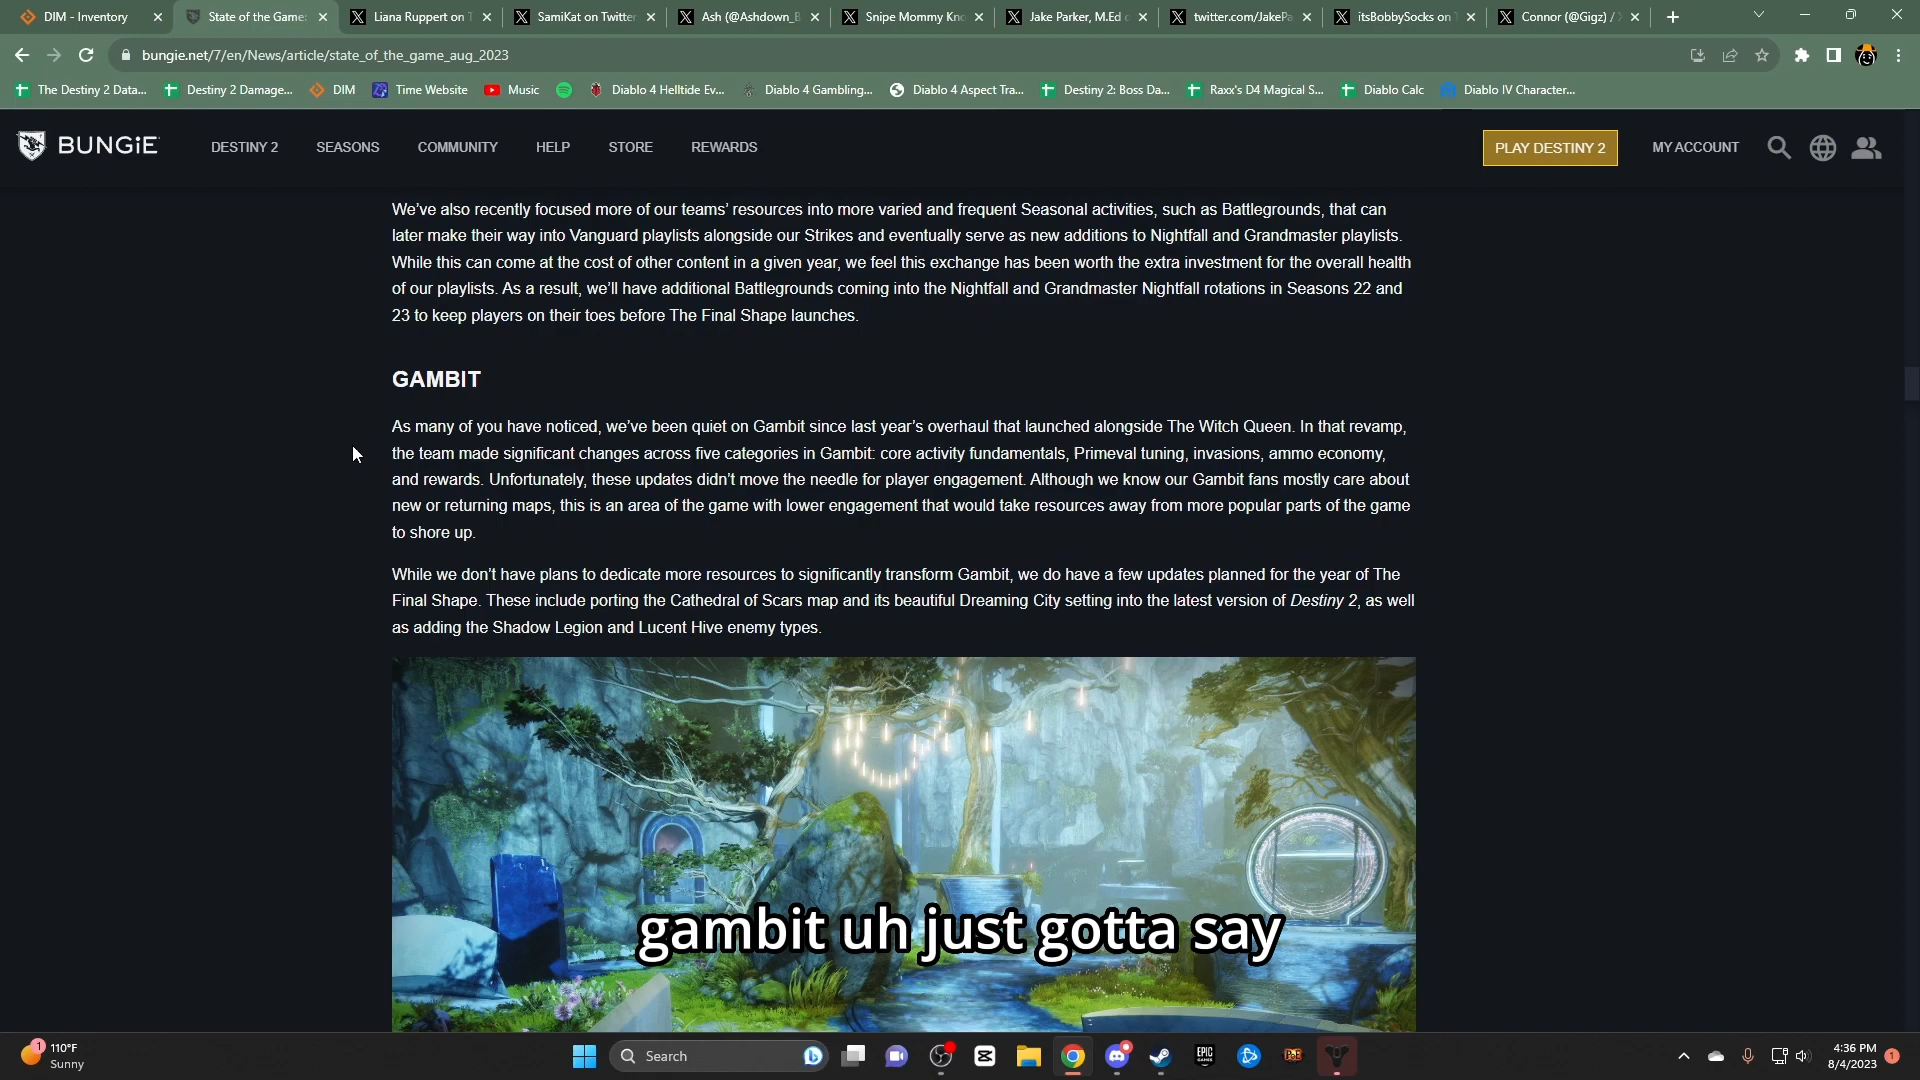 DIM - Inventory
State of the Game:
Liana Ruppert on T
SamiKat on Twitter
Ash (@Ashdown_B
Snipe Mommy Kno
Jake Parker, M.Ed
twitter.com/JakePa
itsBobbySocks on T
Connor (@Gigz) /
bungie.net/7/en/News/article/state_of_the_game_aug_2023
The Destiny 2 Data...
Destiny 2 Damage...
DIM
Time Website
Music
Diablo 4 Helltide Ev...
Diablo 4 Gambling...
Diablo 4 Aspect Tra...
Destiny 2: Boss Da...
Raxx's D4 Magical S...
Diablo Calc
Diablo IV Character...
BUNGiE
DESTINY 2
SEASONS
COMMUNITY
HELP
STORE
REWARDS
PLAY DESTINY 2
MY ACCOUNT
We've also recently focused more of our teams' resources into more varied and frequent Seasonal activities, such as Battlegrounds, that can
later make their way into Vanguard playlists alongside our Strikes and eventually serve as new additions to Nightfall and Grandmaster playlists.
While this can come at the cost of other content in a given year, we feel this exchange has been worth the extra investment for the overall health
of our playlists. As a result, we'll have additional Battlegrounds coming into the Nightfall and Grandmaster Nightfall rotations in Seasons 22 and
23 to keep players on their toes before The Final Shape launches.
GAMBIT
As many of you have noticed, we've been quiet on Gambit since last year's overhaul that launched alongside The Witch Queen. In that revamp,
the team made significant changes across five categories in Gambit: core activity fundamentals, Primeval tuning, invasions, ammo economy,
and rewards. Unfortunately, these updates didn't move the needle for player engagement. Although we know our Gambit fans mostly care about
new or returning maps, this is an area of the game with lower engagement that would take resources away from more popular parts of the game
to shore up.
While we don't have plans to dedicate more resources to significantly transform Gambit, we do have a few updates planned for the year of The
Final Shape. These include porting the Cathedral of Scars map and its beautiful Dreaming City setting into the latest version of Destiny 2, as well
as adding the Shadow Legion and Lucent Hive enemy types.
gambit uh just gotta say
1
110°F
Sunny
Search
EPIC
GAMES
4:36 PM
8/4/2023
1